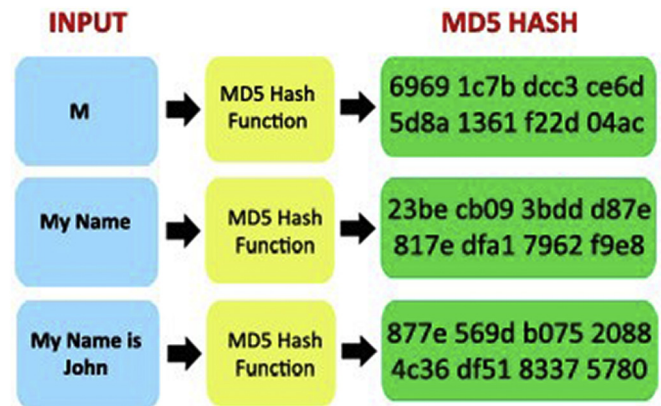 INPUT
MD5 HASH
M
MD5 Hash
Function
6969 1c7b dcc3 ce6d
5d8a 1361 f22d 04ac
My Name
MD5 Hash
Function
23be cb09 3bdd d87e
817e dfa1 7962 f9e8
My Name is
John
MD5 Hash
Function
877e 569d b075 2088
4c36 df51 8337 5780